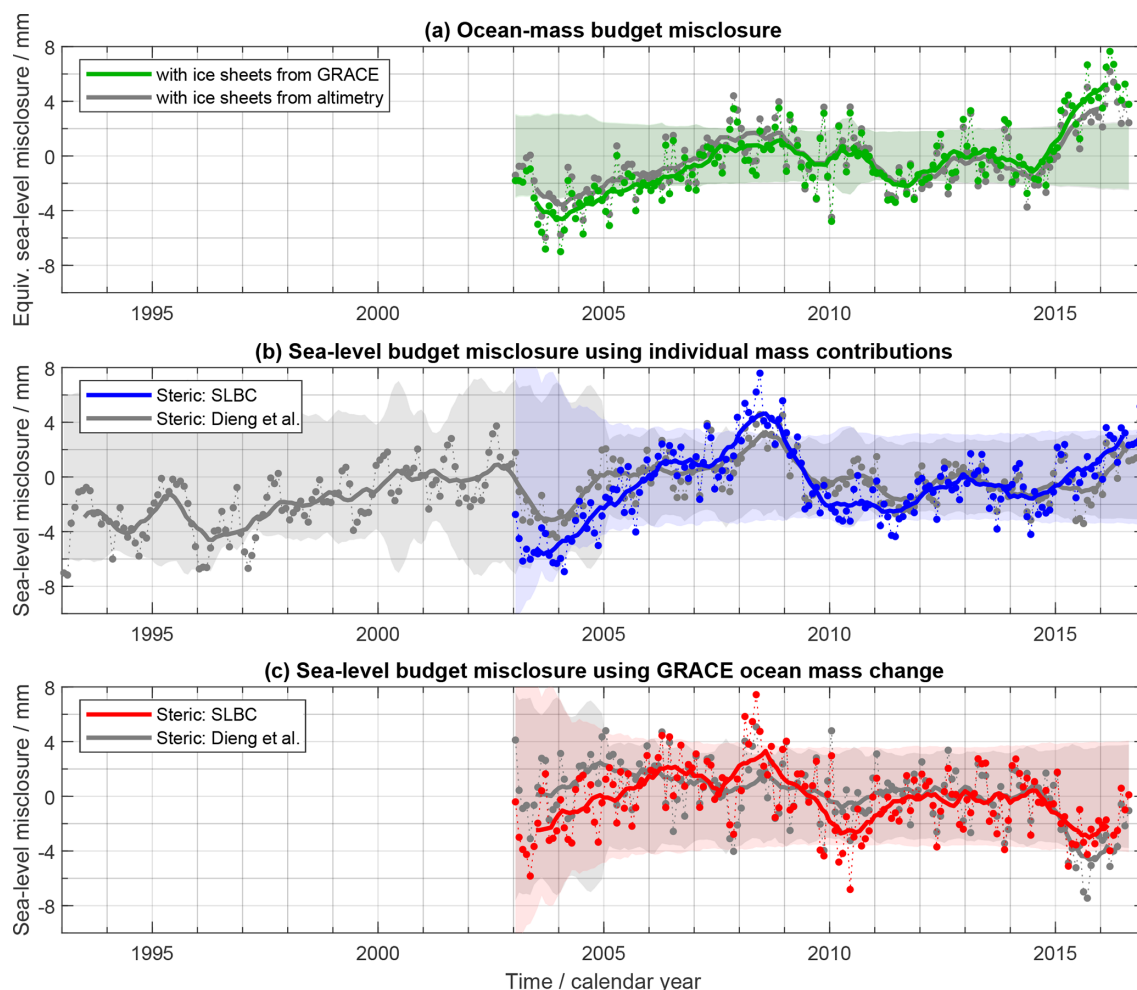 (a) Ocean-mass budget misclosure
Equiv. sea-level misclosure / mm
8
4
0
-4
-8
with ice sheets from GRACE
with ice sheets from altimetry
1995
2000
2005
2010
2015
(b) Sea-level budget misclosure using individual mass contributions
Sea-level misclosure / mm
8
4
0
-4
-8
Steric: SLBC
Steric: Dieng et al.
1995
2000
2005
2010
2015
(c) Sea-level budget misclosure using GRACE ocean mass change
Sea-level misclosure / mm
8
4
0
-4
-8
Steric: SLBC
Steric: Dieng et al.
1995
2000
2005
2010
2015
Time / calendar year